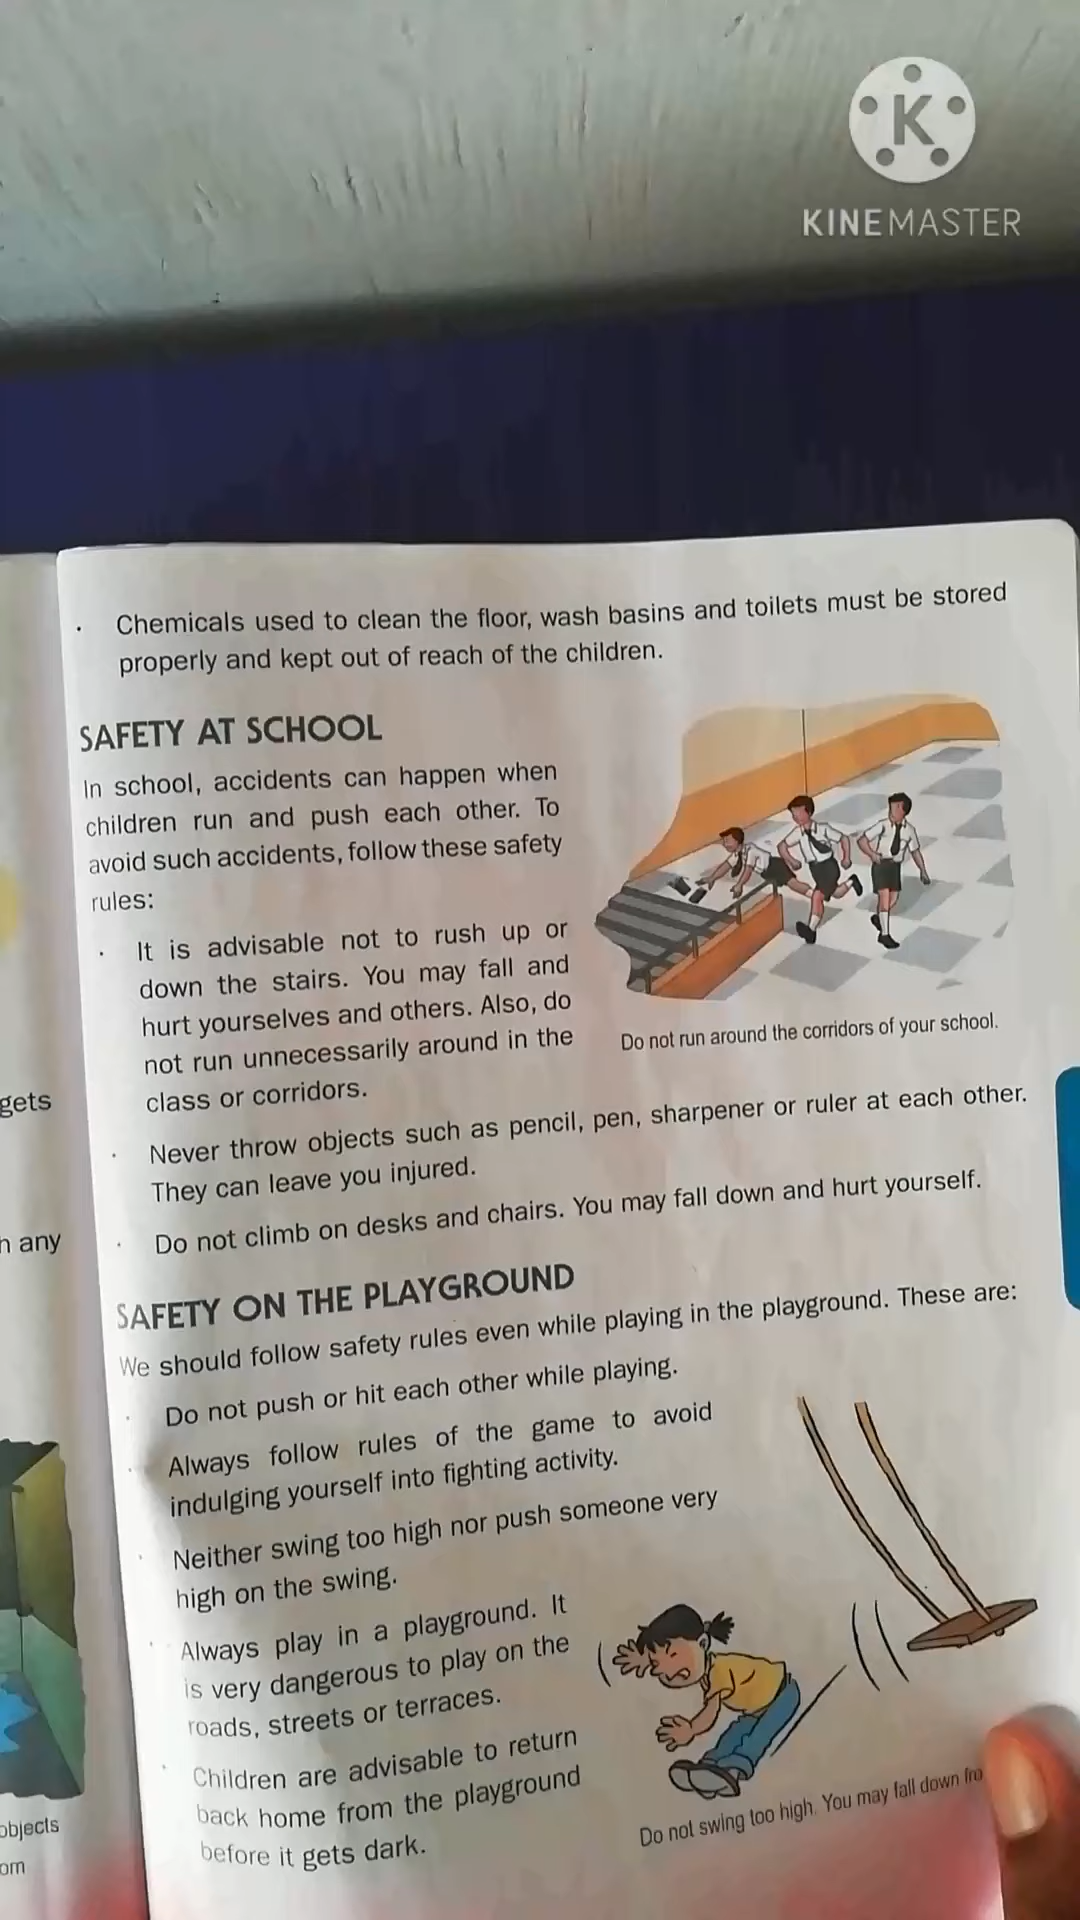 K
KINEMASTER
• Chemicals used to clean the floor, wash basins and toilets must be stored
properly and kept out of reach of the children.
SAFETY AT SCHOOL
In school, accidents can happen when
children run and push each other. To
avoid such accidents, follow these safety
rules:
• It is advisable not to rush up or
down the stairs. You may fall and
hurt yourselves and others. Also, do
not run unnecessarily around in the
class or corridors.
Do not run around the corridors of your school.
• Never throw objects such as pencil, pen, sharpener or ruler at each other.
They can leave you injured.
• Do not climb on desks and chairs. You may fall down and hurt yourself.
SAFETY ON THE PLAYGROUND
We should follow safety rules even while playing in the playground. These are:
• Do not push or hit each other while playing.
• Always follow rules of the game to avoid
indulging yourself into fighting activity.
• Neither swing too high nor push someone very
high on the swing.
• Always play in a playground. It
is very dangerous to play on the
roads, streets or terraces.
• Children are advisable to return
back home from the playground
before it gets dark.
Do not swing too high. You may fall down fro
gets
any
objects
om